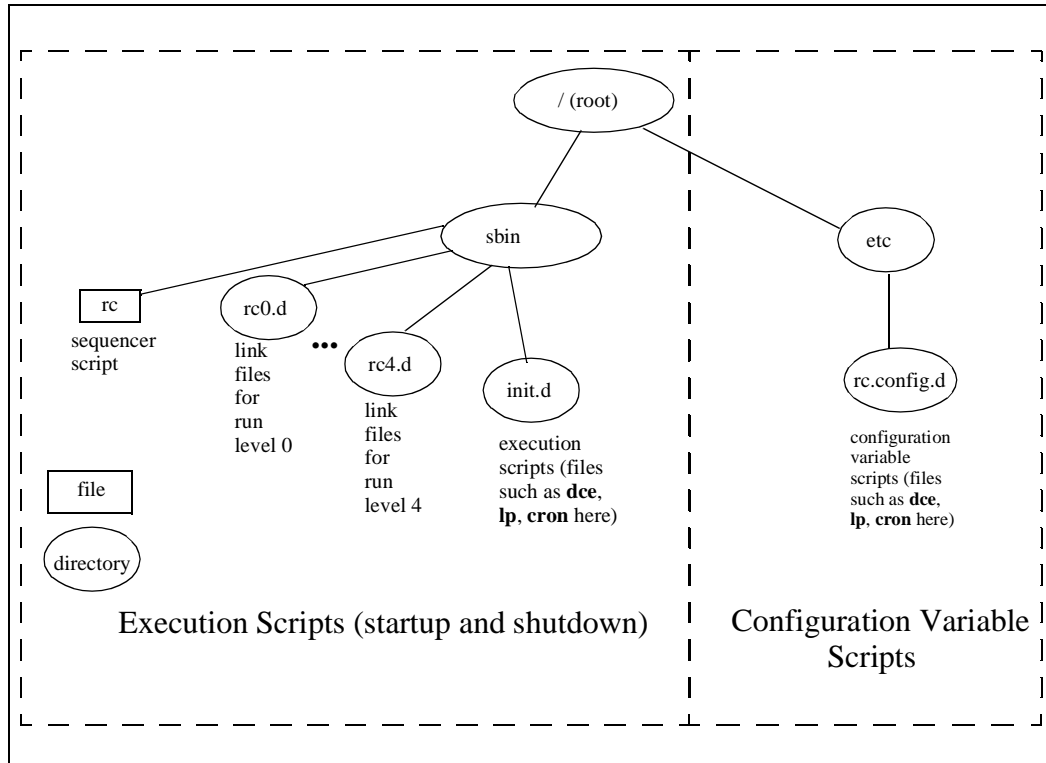 / (root)
sbin
etc
rc
sequencer
script
rc0.d
link
files
for
run
level 0
...
rc4.d
link
files
for
run
level 4
init.d
execution
scripts (files
such as dce,
lp, cron here)
rc.config.d
configuration
variable
scripts (files
such as dce,
lp, cron here)
file
directory
Execution Scripts (startup and shutdown)
Configuration Variable
Scripts